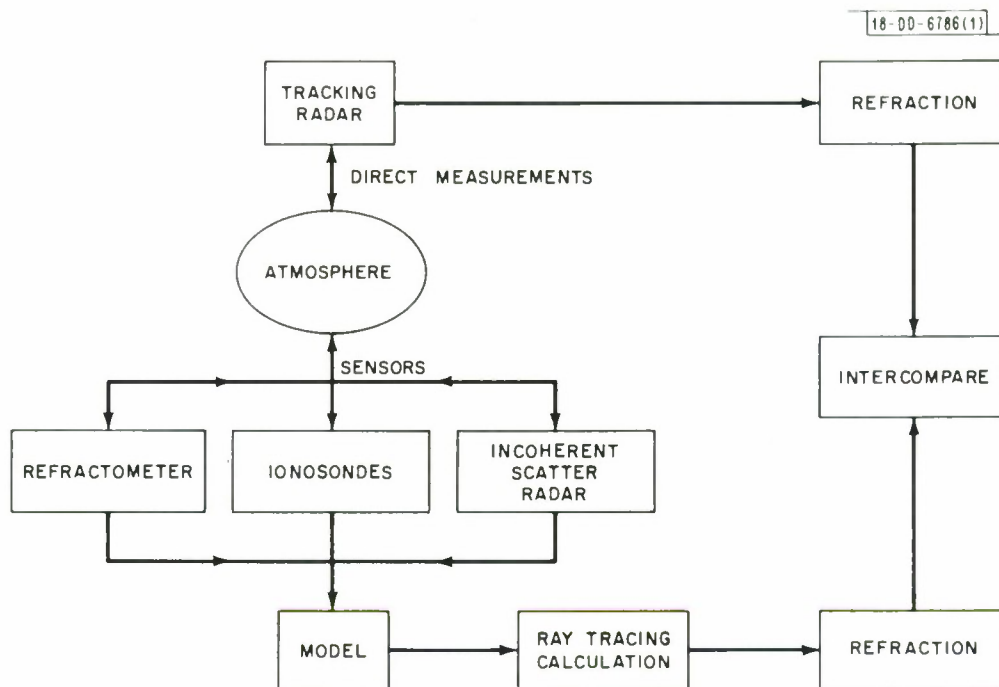 18-DD-6786(1)
TRACKING
RADAR
REFRACTION
DIRECT MEASUREMENTS
ATMOSPHERE
SENSORS
INTERCOMPARE
REFRACTOMETER
IONOSONDES
INCOHERENT
SCATTER
RADAR
MODEL
RAY TRACING
CALCULATION
REFRACTION